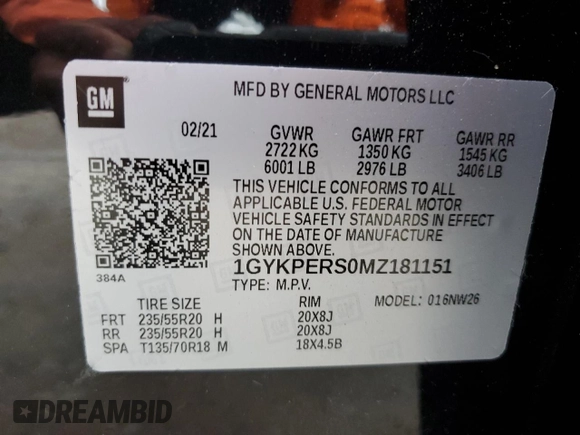 GM
MFD BY GENERAL MOTORS LLC
02/21 GVWR GAWR FRT GAWR RR
2722 KG 1350 KG 1545 KG
6001 LB 2976 LB 3406 LB
THIS VEHICLE CONFORMS TO ALL
APPLICABLE U.S. FEDERAL MOTOR
VEHICLE SAFETY STANDARDS IN EFFECT
ON THE DATE OF MANUFACTURE
SHOWN ABOVE.
384A
1GYKPERS0MZ181151
TYPE: M.P.V.
TIRE SIZE RIM MODEL: 016NW26
FRT 235/55R20 H 20X8J
RR 235/55R20 H 20X8J
SPA T135/70R18 M 18X4.5B
DREAMBID